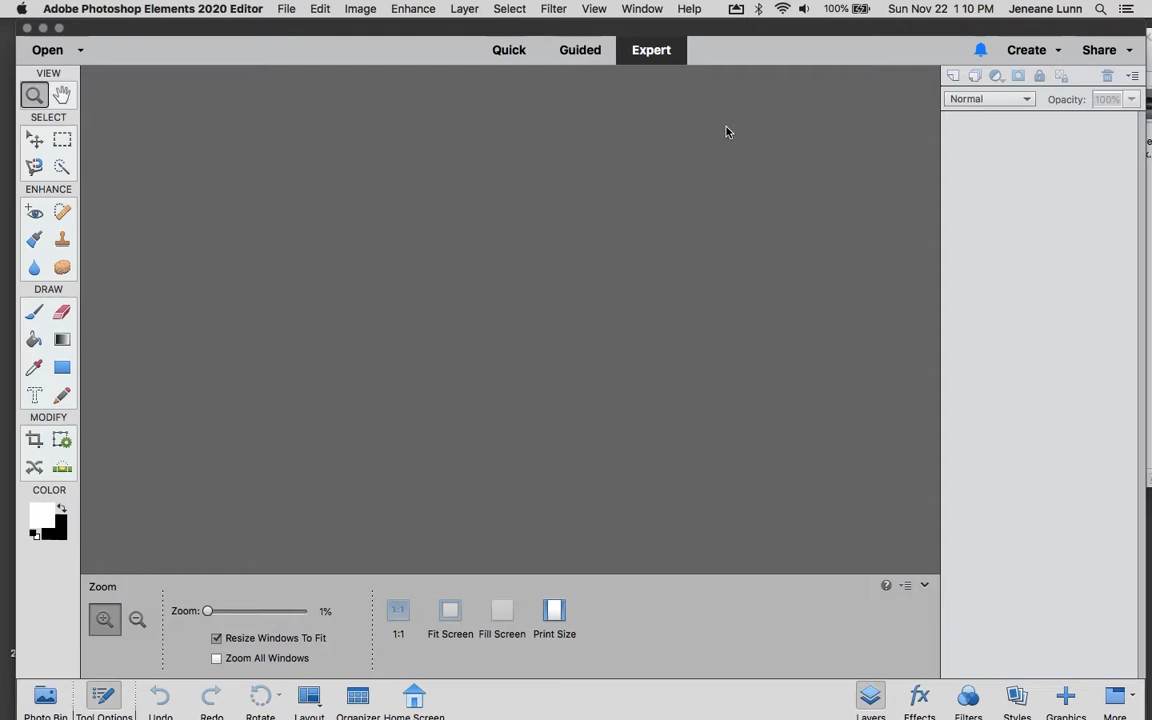 Adobe Photoshop Elements 2020 Editor File Edit Image Enhance Layer Select Filter View Window Help 100% Sun Nov 22 1:10 PM Jeneane Lunn
Open Quick Guided Expert Create Share
VIEW
Normal Opacity: 100%
SELECT
ENHANCE
DRAW
T
MODIFY
COLOR
Zoom
Zoom: 1% 1:1
1:1 Fit Screen Fill Screen Print Size
Resize Windows To Fit
Zoom All Windows
fx
Photo Bin Tool Options Undo Redo Rotate Layout Organizer Home Screen Layers Effects Filters Styles Graphics More